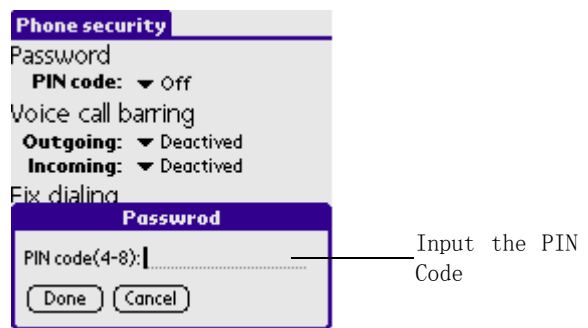 Phone security
Password
PIN code: Off
Voice call barring
Outgoing: Deactived
Incoming: Deactived
Fix dialing
Passwrod
PIN code(4-8):
Done Cancel
Input the PIN
Code